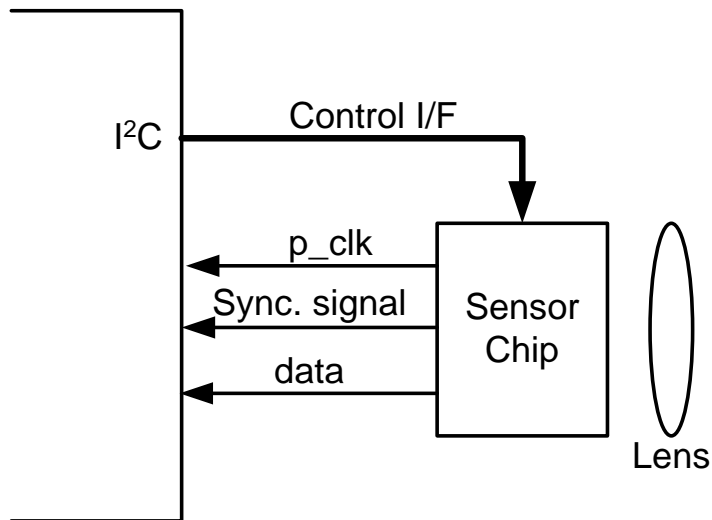 Control I/F
I²C
p_clk
Sync. signal
data
Sensor
Chip
Lens